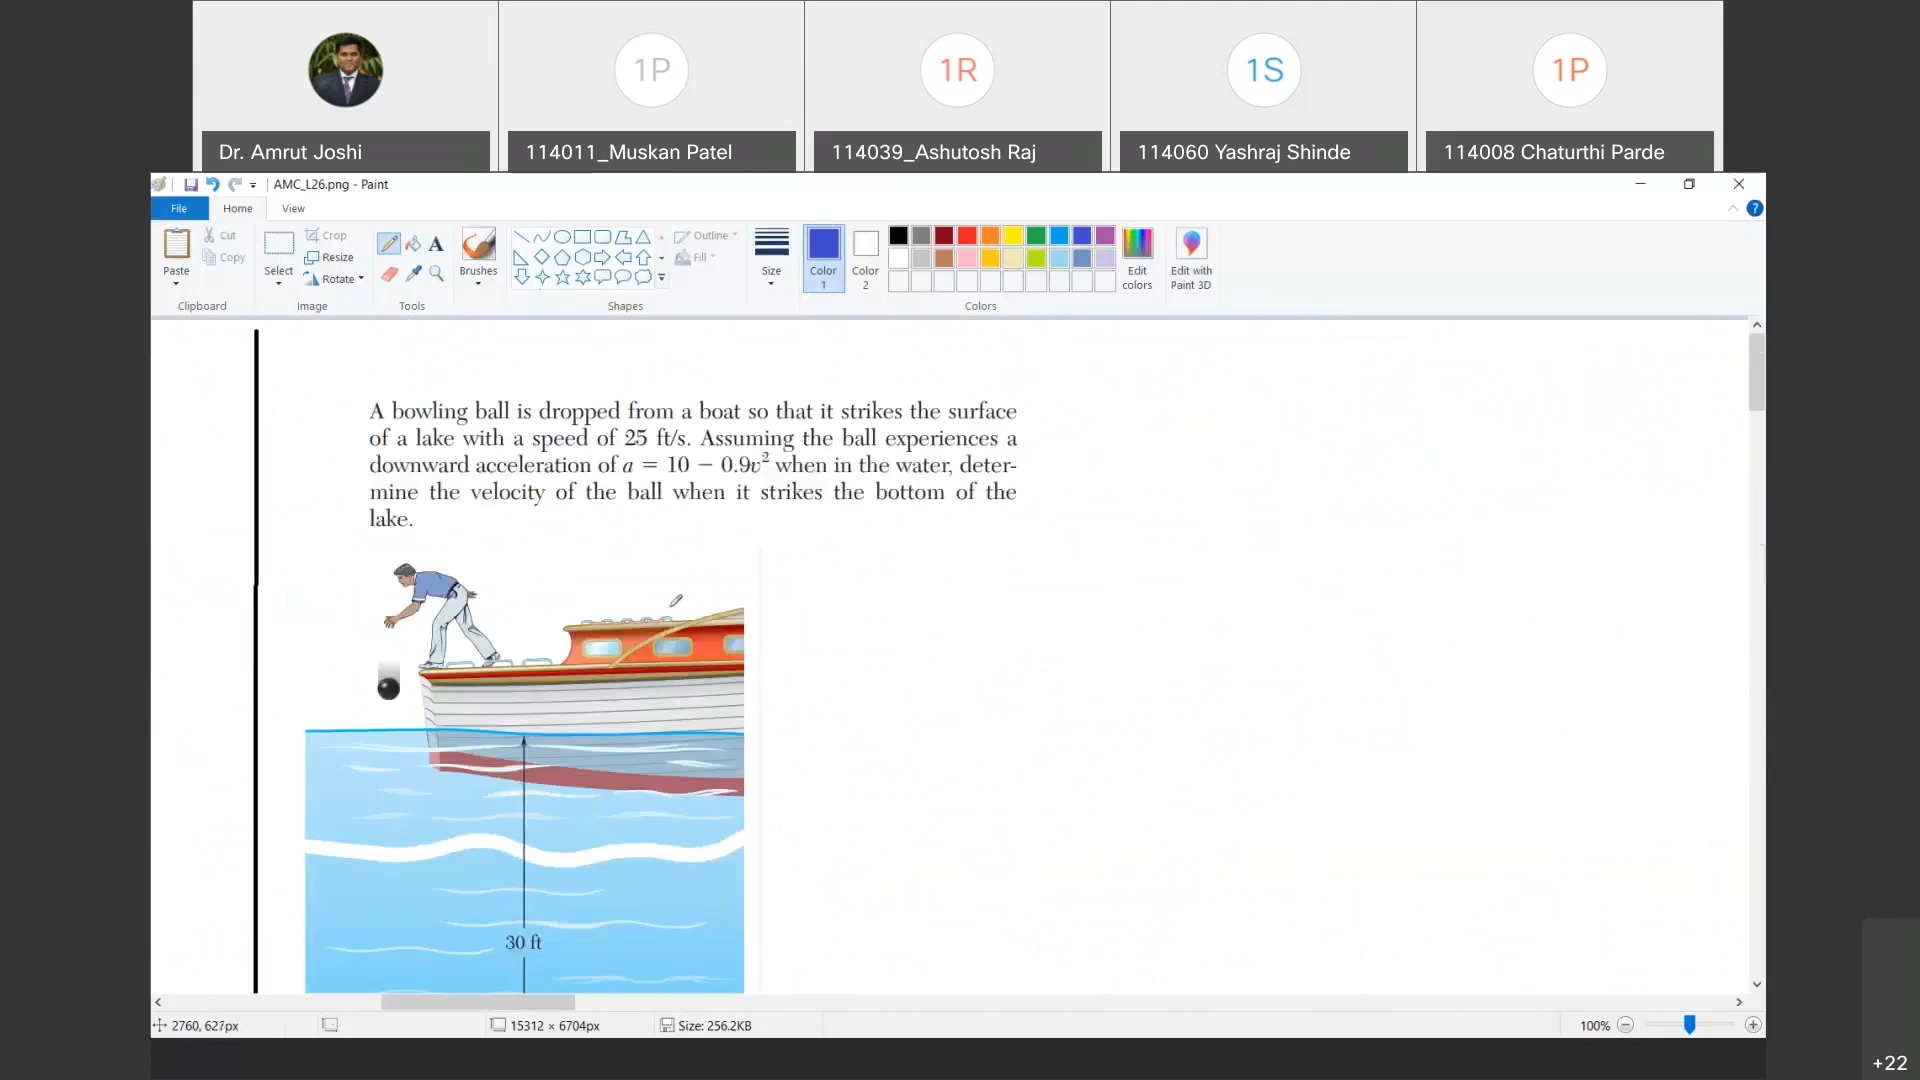 1P
1R
1S
1P
Dr. Amrut Joshi
114011_Muskan Patel
114039_Ashutosh Raj
114060 Yashraj Shinde
114008 Chaturthi Parde
AMC_L26.png - Paint
File
Home
View
Paste
Cut
Copy
Clipboard
Select
Crop
Resize
Rotate
Image
A
Tools
Brushes
Shapes
Outline
Fill
Size
Color
1
Color
2
Edit
colors
Colors
Edit with
Paint 3D
?
A bowling ball is dropped from a boat so that it strikes the surface
of a lake with a speed of 25 ft/s. Assuming the ball experiences a
downward acceleration of a = 10 − 0.9v² when in the water, deter-
mine the velocity of the ball when it strikes the bottom of the
lake.
30 ft
2760, 627px
15312 × 6704px
Size: 256.2KB
100%
+22